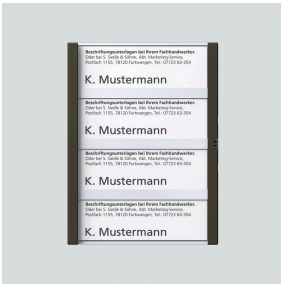 Beschriftungsunterlagen bei Ihrem Fachhandwerker.
Oder bei S. Siedle & Söhne, Abt. Marketing-Service,
Postfach 1155, 78120 Furtwangen, Tel.: 07723 63-354
K. Mustermann
Beschriftungsunterlagen bei Ihrem Fachhandwerker.
Oder bei S. Siedle & Söhne, Abt. Marketing-Service,
Postfach 1155, 78120 Furtwangen, Tel.: 07723 63-354
K. Mustermann
Beschriftungsunterlagen bei Ihrem Fachhandwerker.
Oder bei S. Siedle & Söhne, Abt. Marketing-Service,
Postfach 1155, 78120 Furtwangen, Tel.: 07723 63-354
K. Mustermann
Beschriftungsunterlagen bei Ihrem Fachhandwerker.
Oder bei S. Siedle & Söhne, Abt. Marketing-Service,
Postfach 1155, 78120 Furtwangen, Tel.: 07723 63-354
K. Mustermann